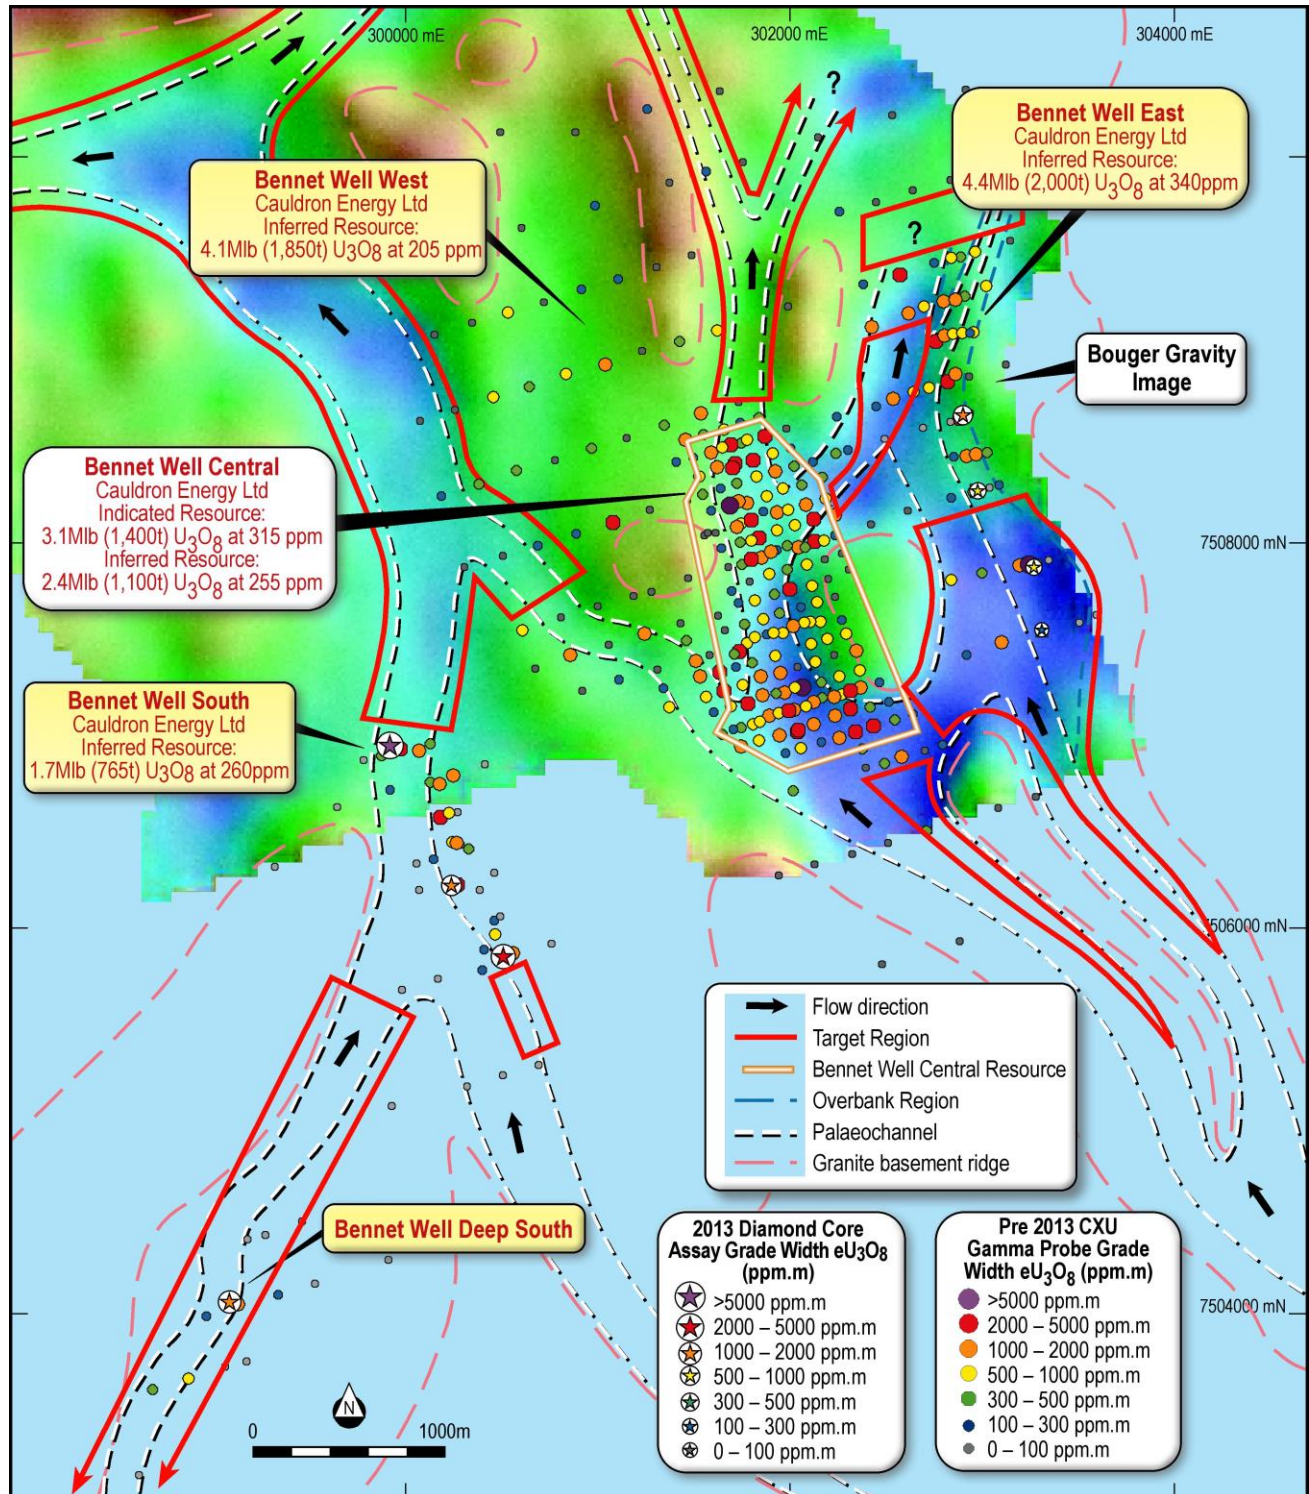 300000 mE
302000 mE
304000 mE
?
Bennet Well East
Cauldron Energy Ltd
Inferred Resource:
4.4Mlb (2,000t) U3O8 at 340ppm
Bennet Well West
Cauldron Energy Ltd
Inferred Resource:
4.1Mlb (1,850t) U3O8 at 205 ppm
?
Bouger Gravity
Image
Bennet Well Central
Cauldron Energy Ltd
Indicated Resource:
3.1Mlb (1,400t) U3O8 at 315 ppm
Inferred Resource:
2.4Mlb (1,100t) U3O8 at 255 ppm
7508000 mN
Bennet Well South
Cauldron Energy Ltd
Inferred Resource:
1.7Mlb (765t) U3O8 at 260ppm
7506000 mN
Flow direction
Target Region
Bennet Well Central Resource
Overbank Region
Palaeochannel
Granite basement ridge
Bennet Well Deep South
2013 Diamond Core
Assay Grade Width eU3O8
(ppm.m)
>5000 ppm.m
2000 – 5000 ppm.m
1000 – 2000 ppm.m
500 – 1000 ppm.m
300 – 500 ppm.m
100 – 300 ppm.m
0 – 100 ppm.m
Pre 2013 CXU
Gamma Probe Grade
Width eU3O8 (ppm.m)
>5000 ppm.m
2000 – 5000 ppm.m
1000 – 2000 ppm.m
500 – 1000 ppm.m
300 – 500 ppm.m
100 – 300 ppm.m
0 – 100 ppm.m
7504000 mN
N
0
1000m